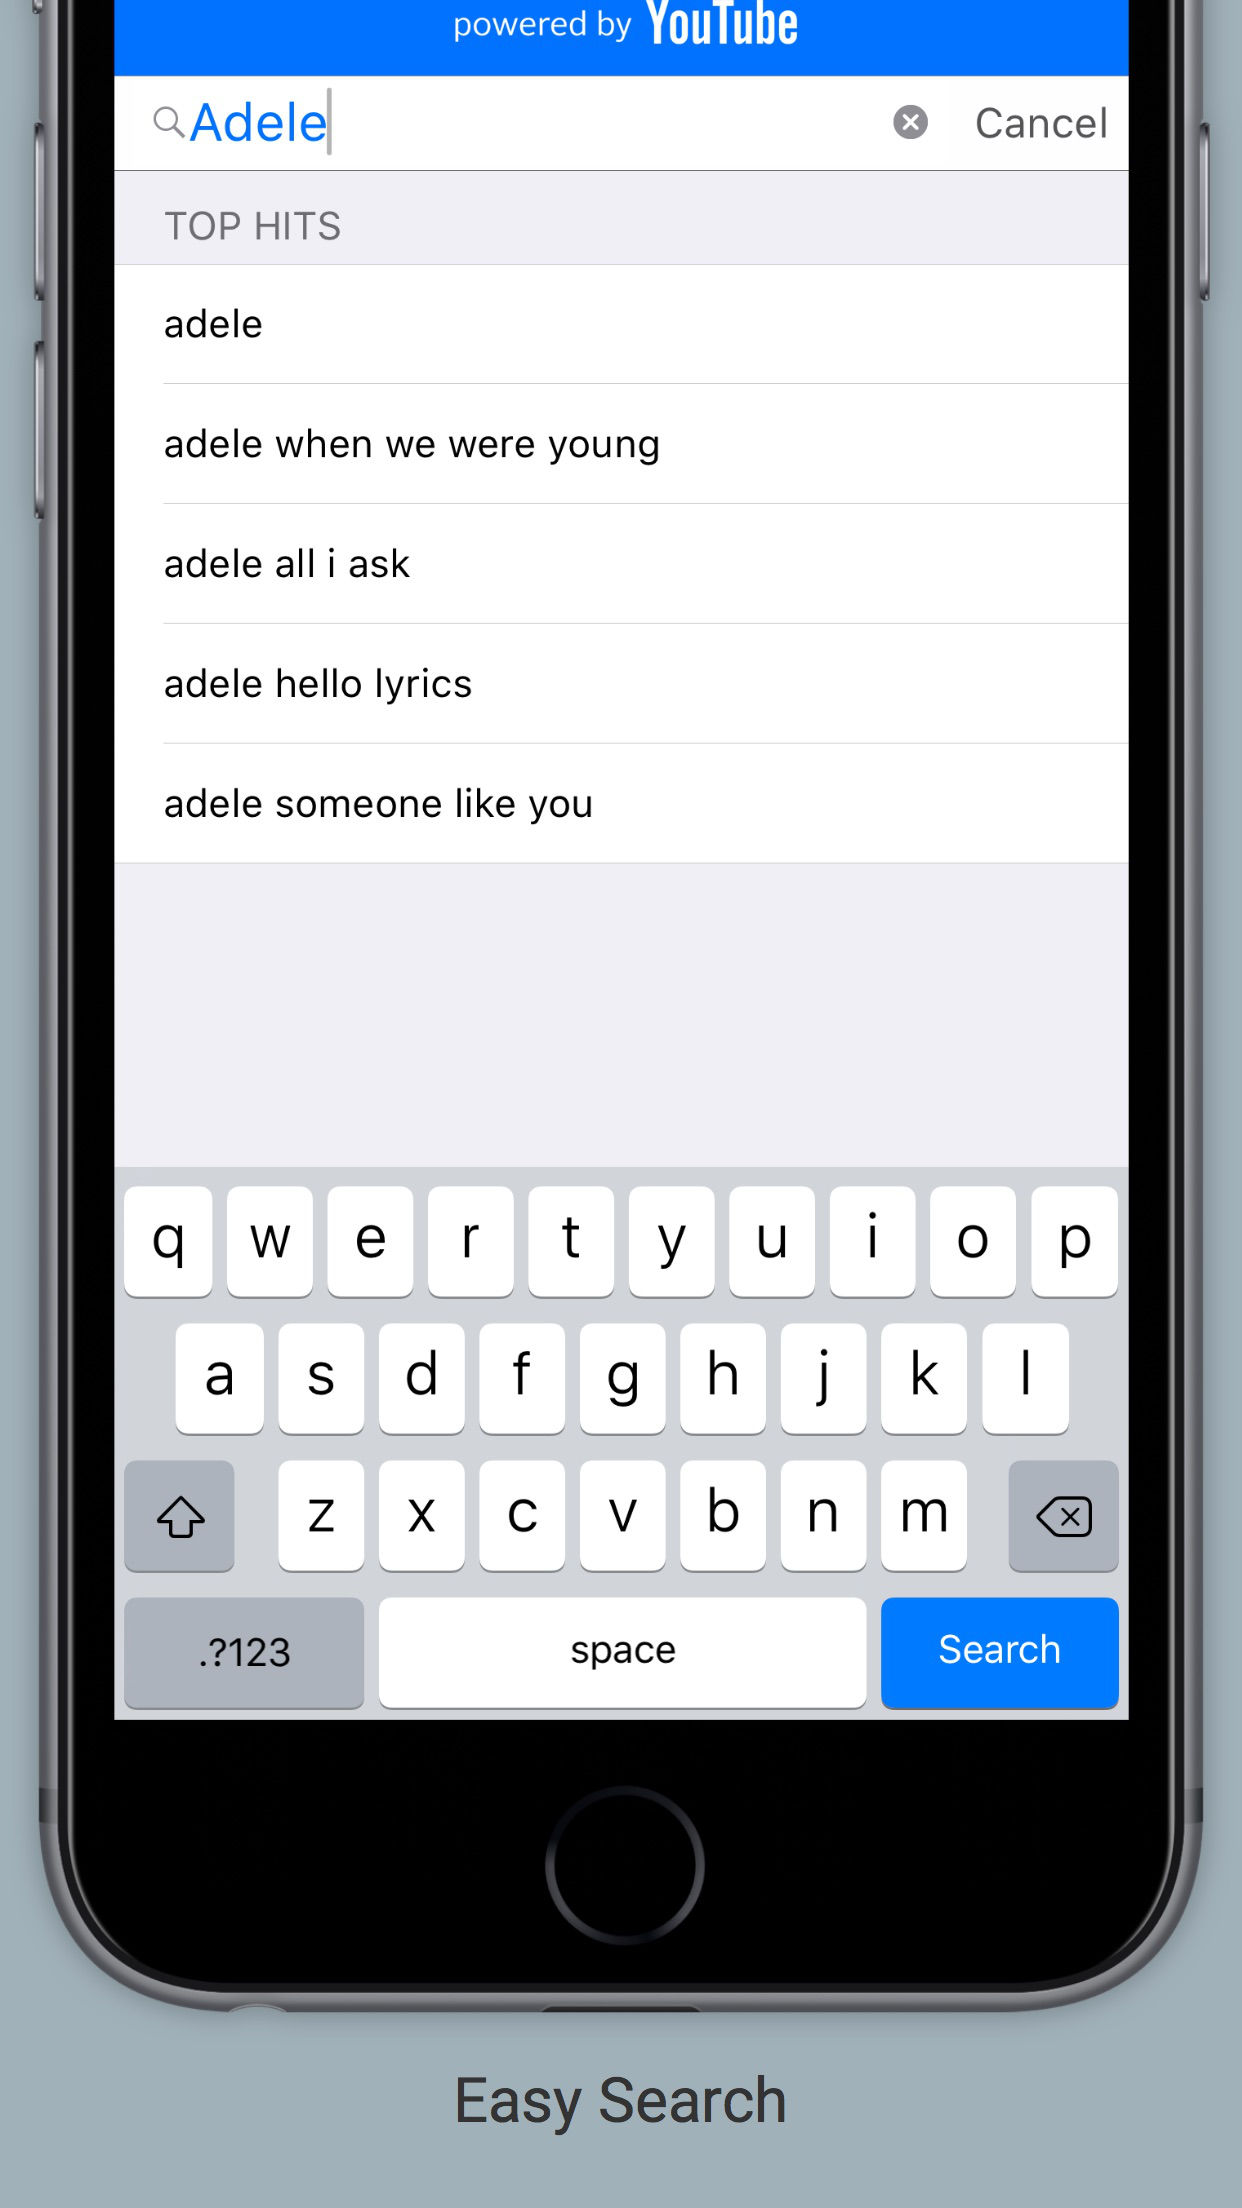 powered by YouTube
Adele
Cancel
TOP HITS
adele
adele when we were young
adele all i ask
adele hello lyrics
adele someone like you
q w e r t y u i o p
a s d f g h j k l
z x c v b n m
.?123 space Search
Easy Search